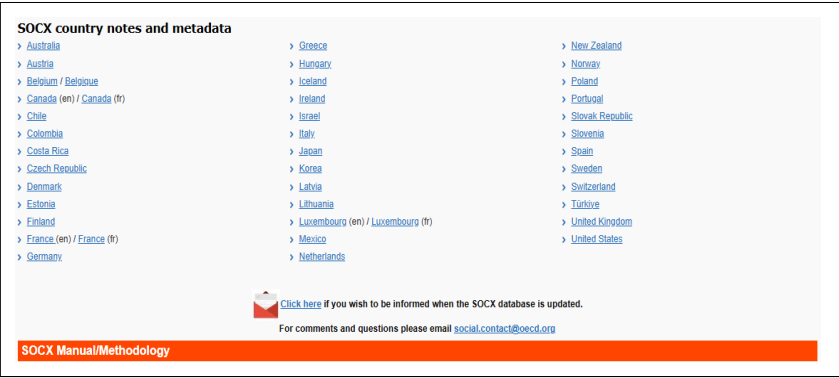 SOCX country notes and metadata
Australia
Austria
Belgium / Belgique
Canada (en) / Canada (fr)
Chile
Colombia
Costa Rica
Czech Republic
Denmark
Estonia
Finland
France (en) / France (fr)
Germany
Greece
Hungary
Iceland
Ireland
Israel
Italy
Japan
Korea
Latvia
Lithuania
Luxembourg (en) / Luxembourg (fr)
Mexico
Netherlands
New Zealand
Norway
Poland
Portugal
Slovak Republic
Slovenia
Spain
Sweden
Switzerland
Türkiye
United Kingdom
United States
Click here if you wish to be informed when the SOCX database is updated.
For comments and questions please email social.contact@oecd.org
SOCX Manual/Methodology